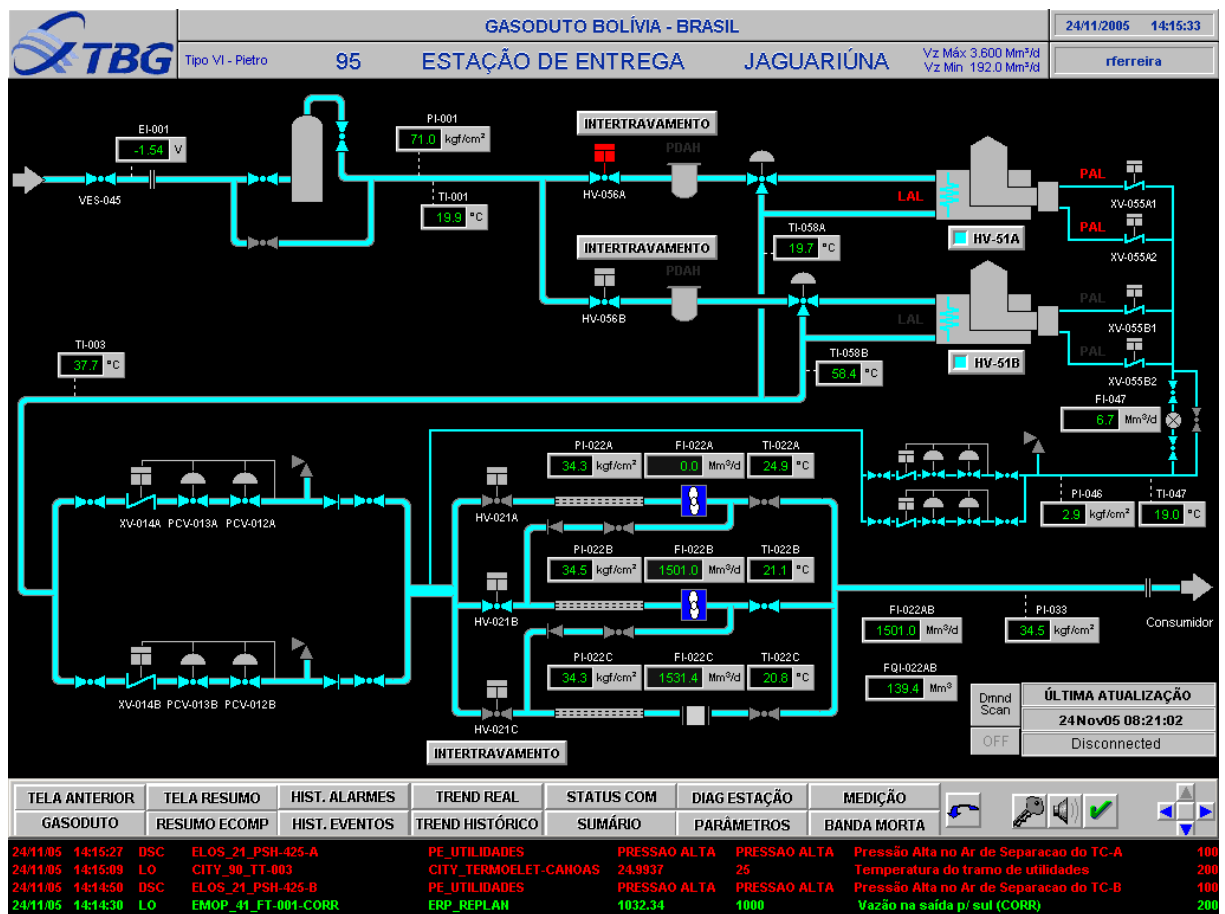 TBG
GASODUTO BOLÍVIA - BRASIL
24/11/2005 14:15:33
Tipo VI - Pietro 95 ESTAÇÃO DE ENTREGA JAGUARIÚNA
Vz Máx 3.600 Mm³/d
Vz Min 192.0 Mm³/d
rferreira
EI-001
-1.54 V
VES-045
PI-001
71.0 kgf/cm²
TI-001
19.9 °C
INTERTRAVAMENTO
PDAH
HV-056A
LAL
PAL
XV-055A1
PAL
XV-055A2
TI-058A
19.7 °C
HV-51A
INTERTRAVAMENTO
PDAH
HV-056B
LAL
PAL
XV-055B1
PAL
XV-055B2
TI-058B
58.4 °C
HV-51B
TI-003
37.7 °C
FI-047
6.7 Mm³/d
PI-046
2.9 kgf/cm²
TI-047
19.0 °C
XV-014A PCV-013A PCV-012A
HV-021A
PI-022A FI-022A TI-022A
34.3 kgf/cm² 0.0 Mm³/d 24.9 °C
HV-021B
PI-022B FI-022B TI-022B
34.5 kgf/cm² 1501.0 Mm³/d 21.1 °C
PI-022C FI-022C TI-022C
34.3 kgf/cm² 1531.4 Mm³/d 20.8 °C
HV-021C
INTERTRAVAMENTO
XV-014B PCV-013B PCV-012B
FI-022AB
1501.0 Mm³/d
PI-033
34.5 kgf/cm²
Consumidor
FQI-022AB
139.4 Mm³
Dmnd
Scan
OFF
ÚLTIMA ATUALIZAÇÃO
24Nov05 08:21:02
Disconnected
TELA ANTERIOR TELA RESUMO HIST. ALARMES TREND REAL STATUS COM DIAG ESTAÇÃO MEDIÇÃO
GASODUTO RESUMO ECOMP HIST. EVENTOS TREND HISTÓRICO SUMÁRIO PARÂMETROS BANDA MORTA
24/11/05 14:15:27 DSC ELOS_21_PSH-425-A PE_UTILIDADES PRESSAO ALTA PRESSAO ALTA Pressão Alta no Ar de Separacao do TC-A 100
24/11/05 14:15:09 LO CITY_90_TT-003 CITY_TERMOELET-CANOAS 24.9937 25 Temperatura do tramo de utilidades 200
24/11/05 14:14:50 DSC ELOS_21_PSH-425-B PE_UTILIDADES PRESSAO ALTA PRESSAO ALTA Pressão Alta no Ar de Separacao do TC-B 100
24/11/05 14:14:30 LO EMOP_41_FT-001-CORR ERP_REPLAN 1032.34 1000 Vazão na saída p/ sul (CORR) 200